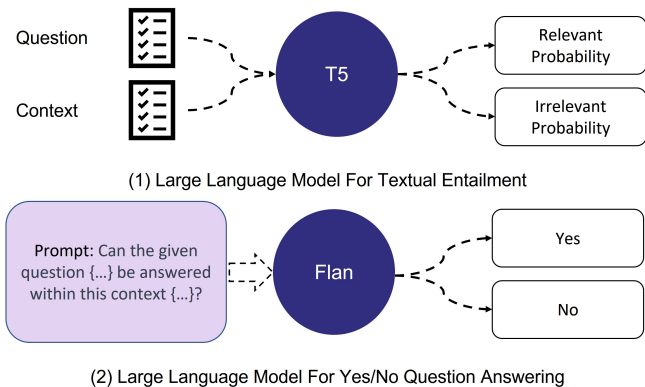 Question
Context
T5
Relevant
Probability
Irrelevant
Probability
(1) Large Language Model For Textual Entailment
Prompt: Can the given
question {...} be answered
within this context {...}?
Flan
Yes
No
(2) Large Language Model For Yes/No Question Answering